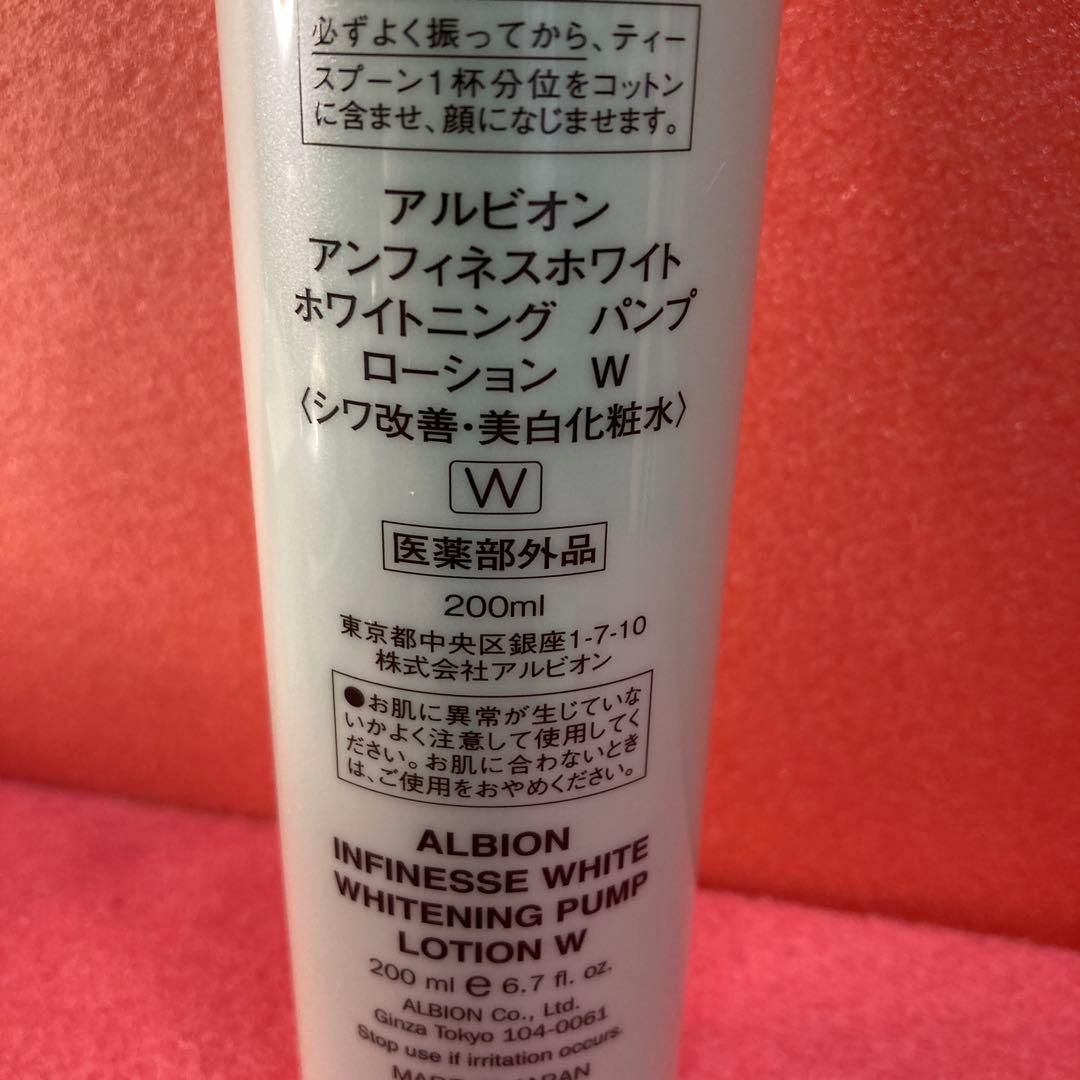 必ずよく振ってから、ティー
スプーン1杯分位をコットン
に含ませ、顔になじませます。
アルビオン
アンフィネスホワイト
ホワイトニング パンプ
ローション W
〈シワ改善・美白化粧水〉
W
医薬部外品
200ml
東京都中央区銀座1-7-10
株式会社アルビオン
●お肌に異常が生じていな
いかよく注意して使用してく
ださい。お肌に合わないとき
は、ご使用をおやめください。
ALBION
INFINESSE WHITE
WHITENING PUMP
LOTION W
200 ml e 6.7 fl. oz.
ALBION Co., Ltd.
Ginza Tokyo 104-0061
Stop use if irritation occurs.